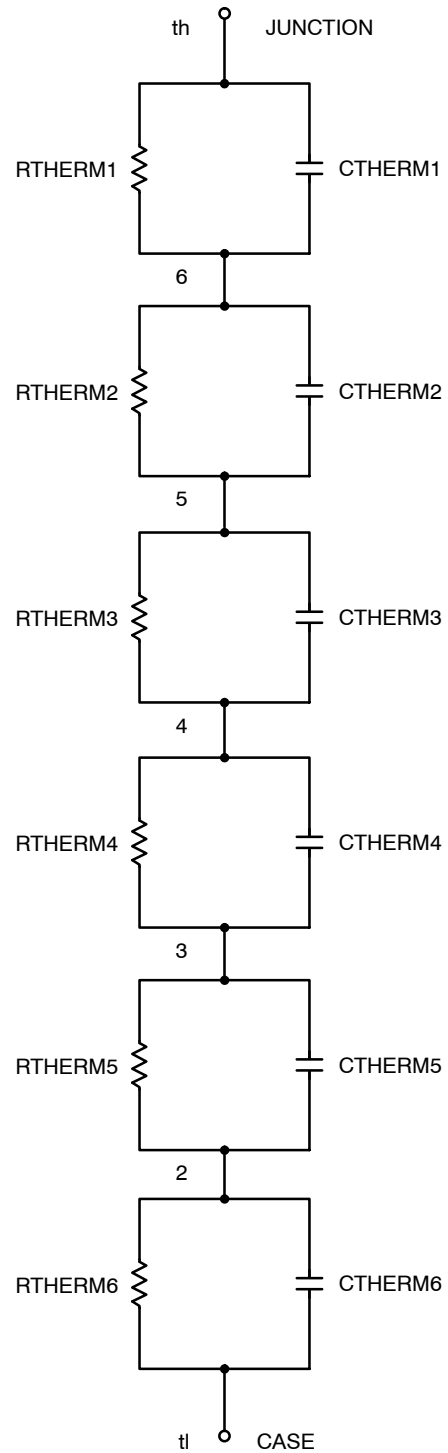 th JUNCTION
RTHERM1 CTHERM1
6
RTHERM2 CTHERM2
5
RTHERM3 CTHERM3
4
RTHERM4 CTHERM4
3
RTHERM5 CTHERM5
2
RTHERM6 CTHERM6
tl CASE